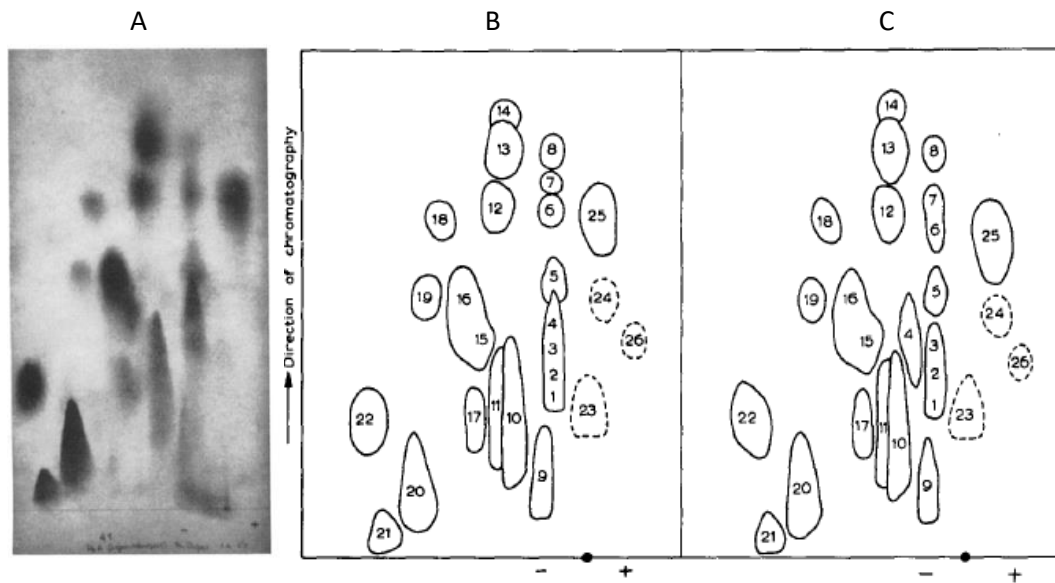 A B C
Direction of chromatography
14 14
13 8 13 8
7 7
12 6 12 6
18 25 18 25
5 5
16 24 16 24
19 19
4 4
15 3 26 15 3 26
2 2
1 1
22 17 11 10 23 22 17 11 10 23
20 9 20 9
21 21
- + - +